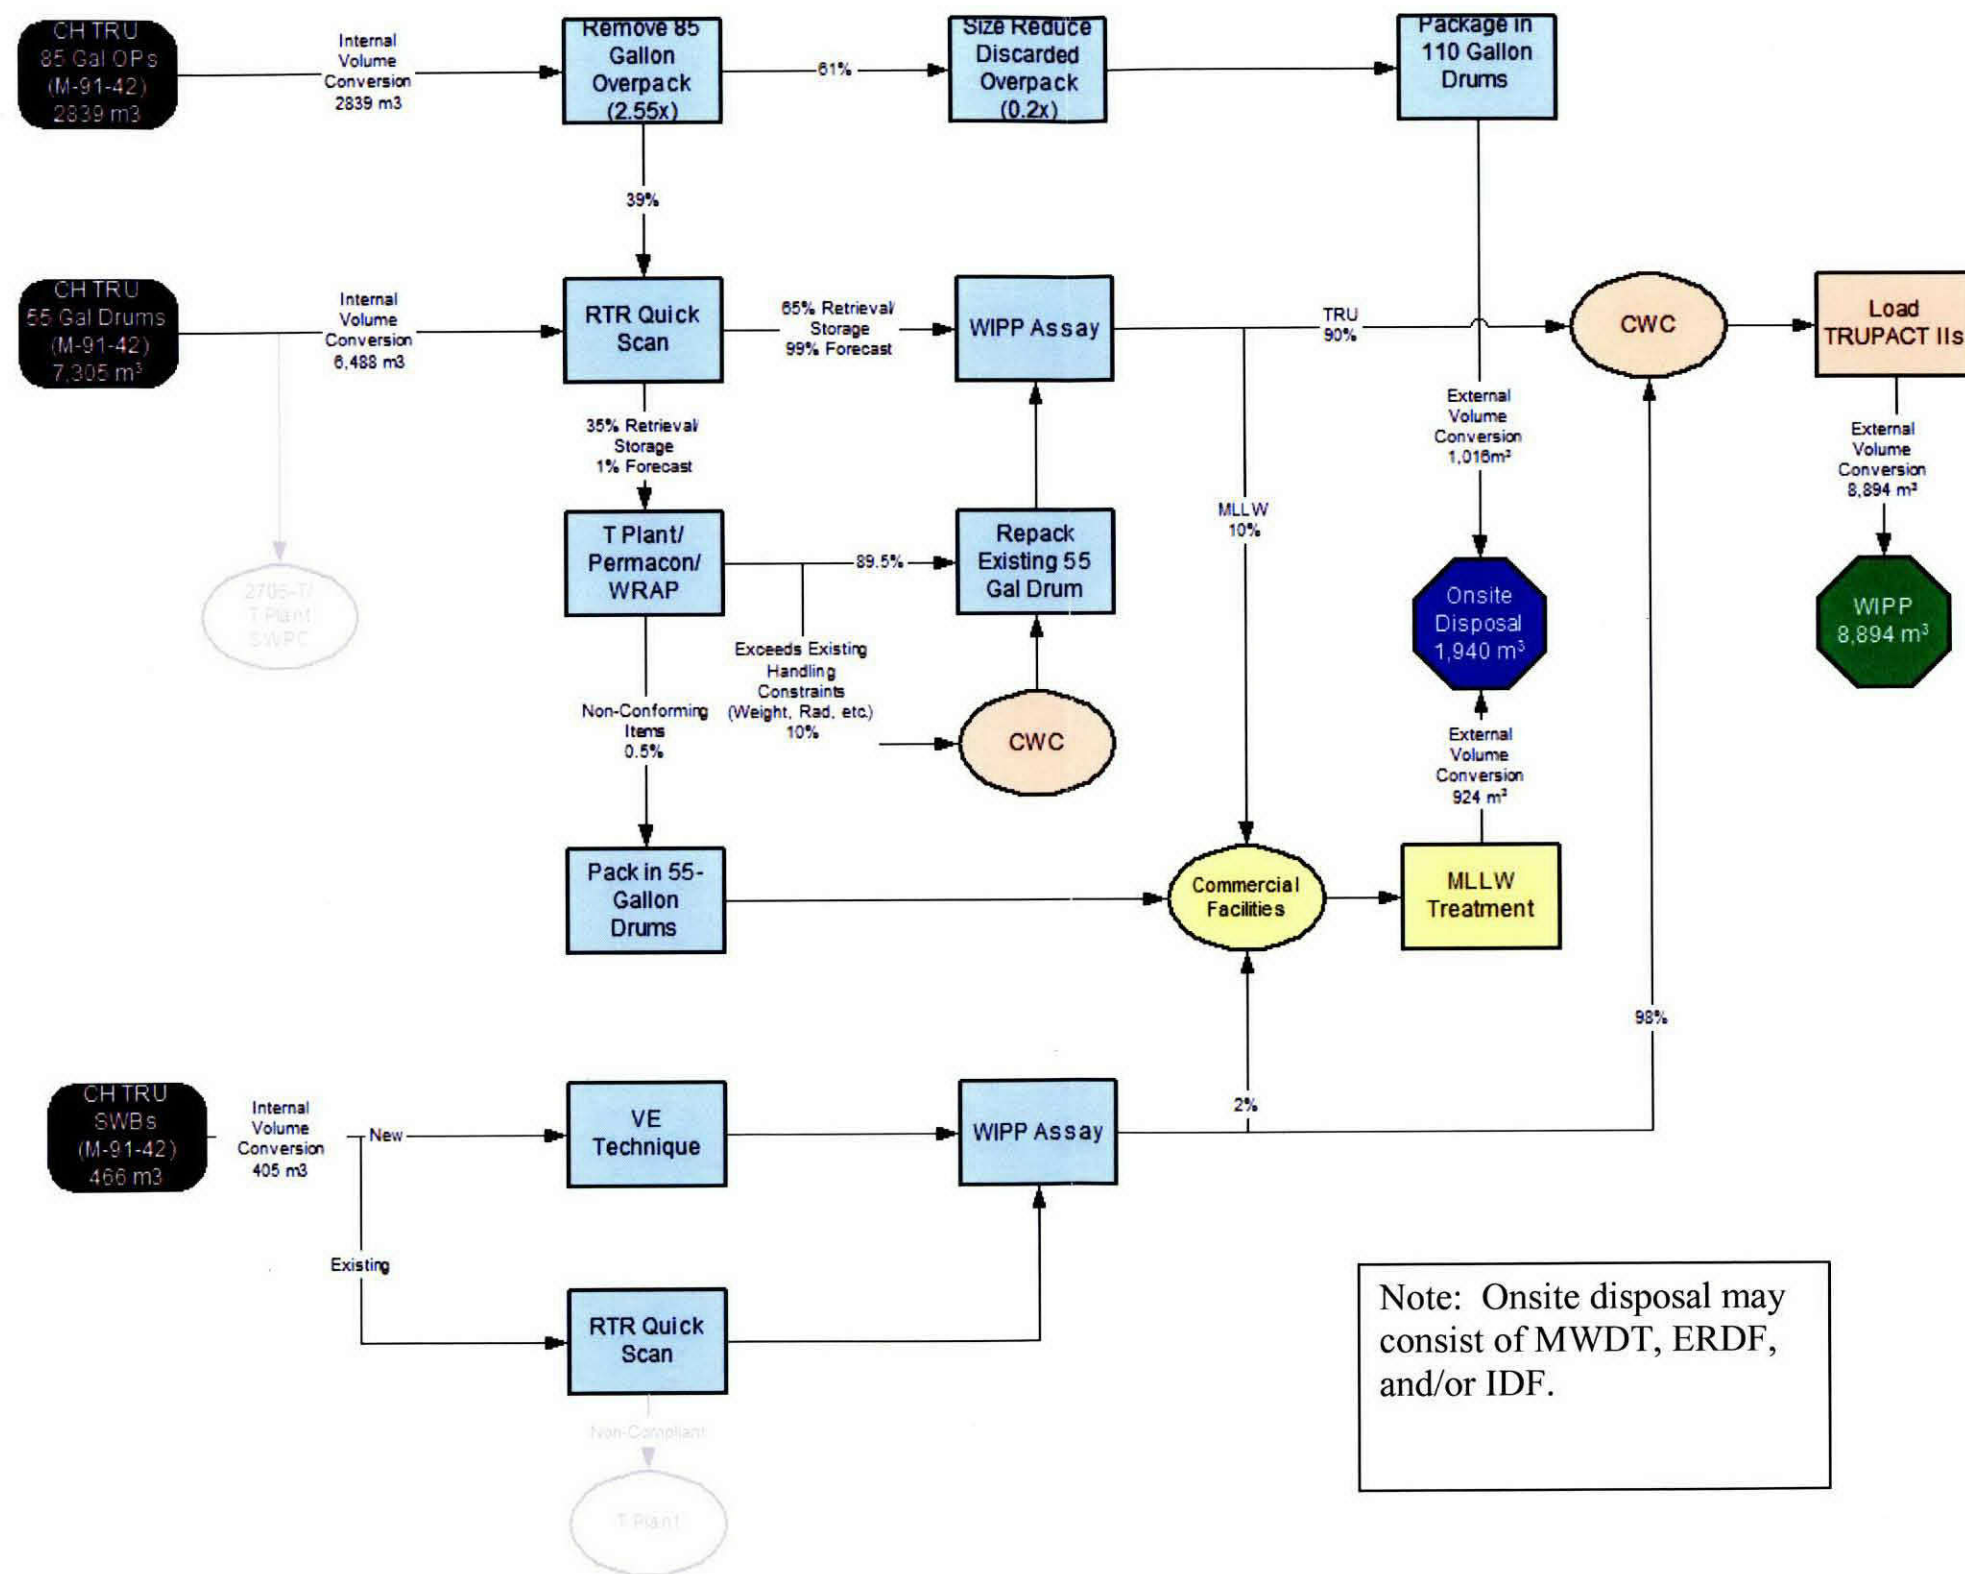 CH TRU
85 Gal OPs
(M-91-42)
2839 m3
Internal
Volume
Conversion
2839 m3
Remove 85
Gallon
Overpack
(2.55x)
61%
Size Reduce
Discarded
Overpack
(0.2x)
Package in
110 Gallon
Drums
39%
CH TRU
55 Gal Drums
(M-91-42)
7,305 m³
Internal
Volume
Conversion
6,488 m3
RTR Quick
Scan
65% Retrieval/
Storage
99% Forecast
WIPP Assay
TRU
90%
CWC
Load
TRUPACT IIs
35% Retrieval/
Storage
1% Forecast
External
Volume
Conversion
1,016m³
External
Volume
Conversion
8,894 m³
MLLW
10%
T Plant/
Permacon/
WRAP
89.5%
Repack
Existing 55
Gal Drum
2706-T/
T Plant
SWPC
Onsite
Disposal
1,940 m³
WIPP
8,894 m³
Exceeds Existing
Handling
Constraints
(Weight, Rad, etc.)
10%
Non-Conforming
Items
0.5%
CWC
External
Volume
Conversion
924 m³
Pack in 55-
Gallon
Drums
Commercial
Facilities
MLLW
Treatment
98%
CH TRU
SWBs
(M-91-42)
466 m3
Internal
Volume
Conversion
405 m3
New
VE
Technique
WIPP Assay
2%
Existing
RTR Quick
Scan
Non-Compliant
T Plant
Note: Onsite disposal may
consist of MWDT, ERDF,
and/or IDF.